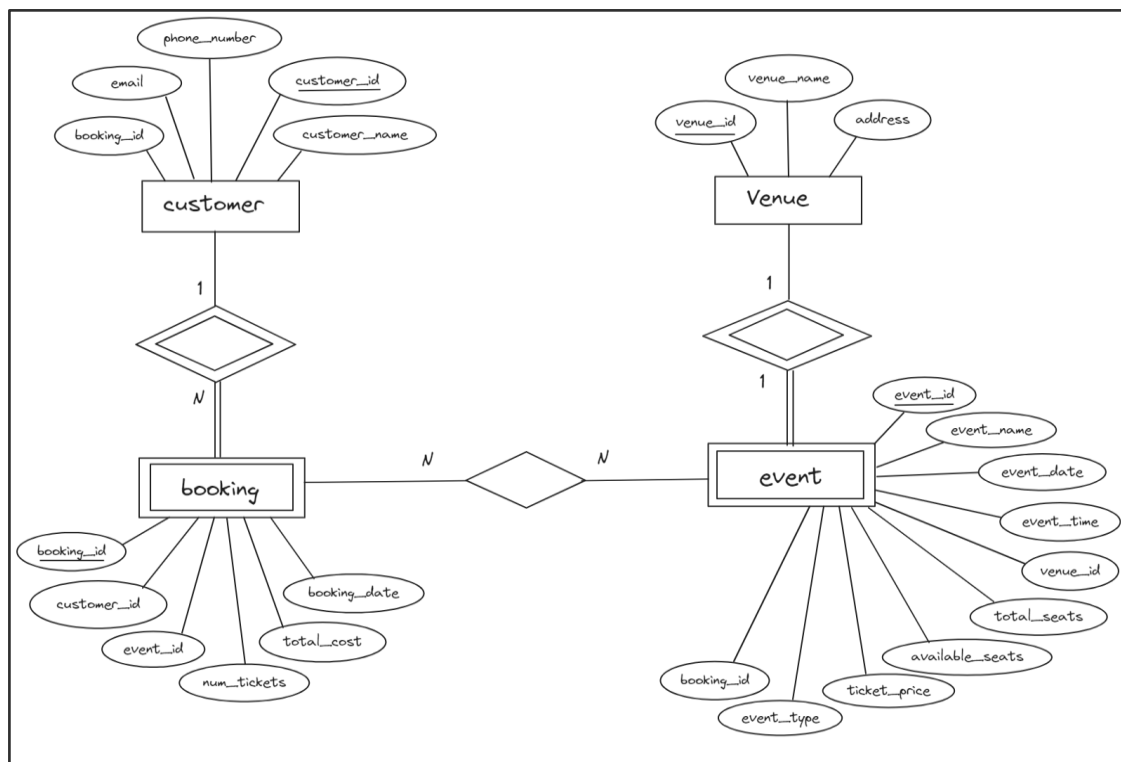 phone_number
email
customer_id
booking_id
customer_name
customer
venue_name
venue_id
address
Venue
1
N
1
1
booking
N
N
event
event_id
event_name
event_date
event_time
venue_id
total_seats
available_seats
ticket_price
event_type
booking_id
booking_id
customer_id
event_id
num_tickets
total_cost
booking_date